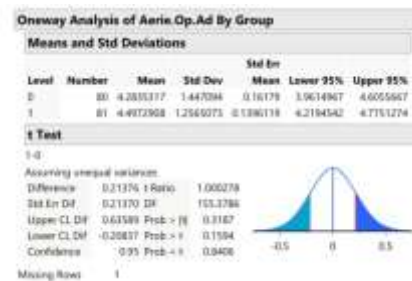 Oneway Analysis of Aerie.Op.Ad By Group
Means and Std Deviations
Std Err
Level Number Mean Std Dev Mean Lower 95% Upper 95%
0 80 4.2835317 1.447094 0.16179 3.9614967 4.6055667
1 81 4.4972908 1.2565073 0.1396119 4.2194542 4.7751274
t Test
1-0
Assuming unequal variances
Difference 0.21376 t Ratio 1.000278
Std Err Dif 0.21370 DF 155.3786
Upper CL Dif 0.63589 Prob > |t| 0.3187
Lower CL Dif -0.20837 Prob > t 0.1594
Confidence 0.95 Prob < t 0.8406
-0.5 0 0.5
Missing Rows 1